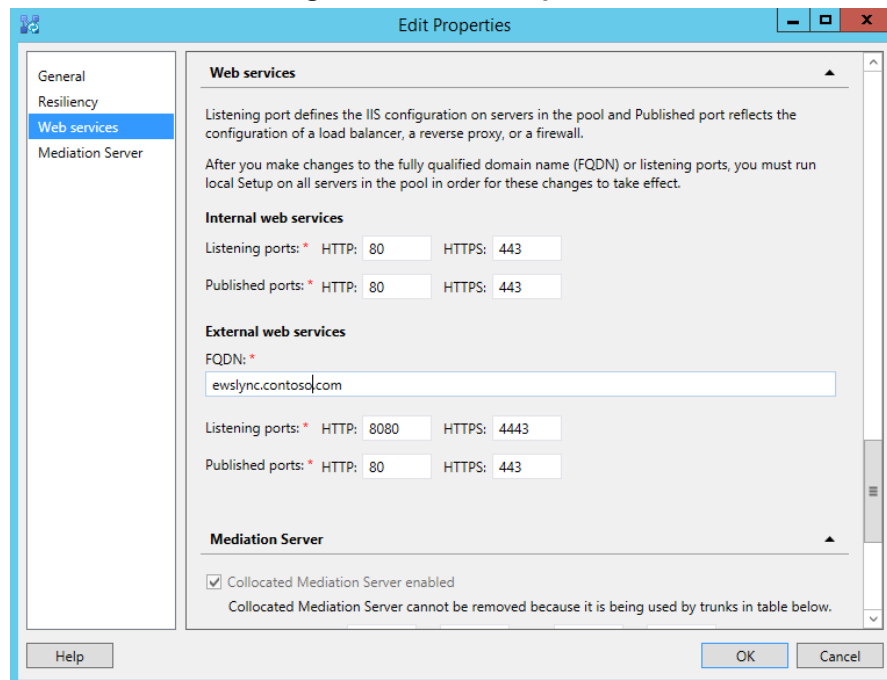 Edit Properties
General
Resiliency
Web services
Mediation Server
Web services
Listening port defines the IIS configuration on servers in the pool and Published port reflects the
configuration of a load balancer, a reverse proxy, or a firewall.
After you make changes to the fully qualified domain name (FQDN) or listening ports, you must run
local Setup on all servers in the pool in order for these changes to take effect.
Internal web services
Listening ports: * HTTP: 80 HTTPS: 443
Published ports: * HTTP: 80 HTTPS: 443
External web services
FQDN: *
ewslync.contoso.com
Listening ports: * HTTP: 8080 HTTPS: 4443
Published ports: * HTTP: 80 HTTPS: 443
Mediation Server
Collocated Mediation Server enabled
Collocated Mediation Server cannot be removed because it is being used by trunks in table below.
Help OK Cancel